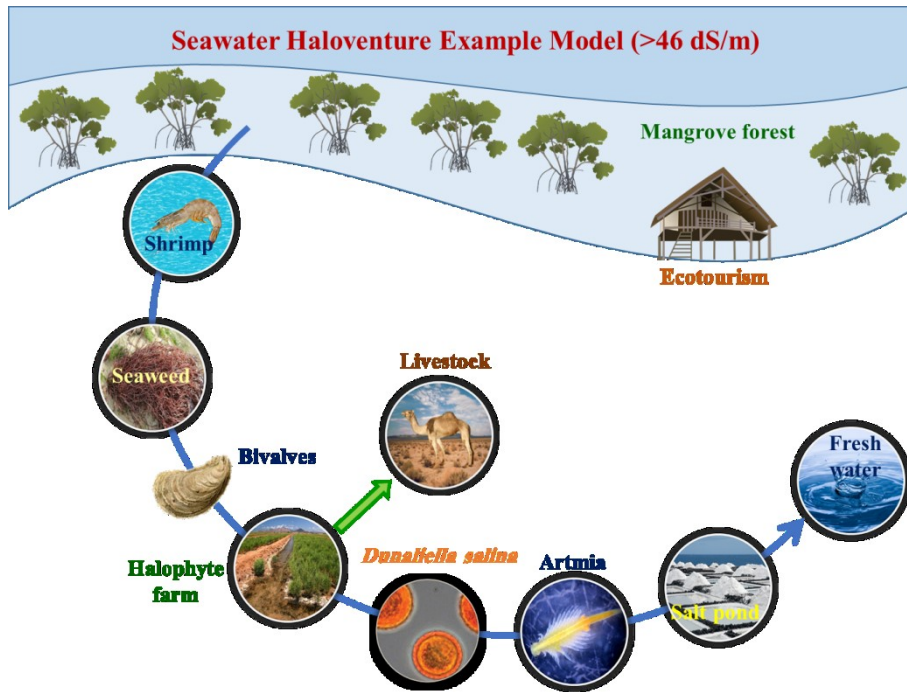 Seawater Haloventure Example Model (>46 dS/m)
Mangrove forest
Shrimp
Ecotourism
Seaweed
Livestock
Bivalves
Fresh
water
Halophyte
farm
Dunaliella salina
Artmia
Salt pond